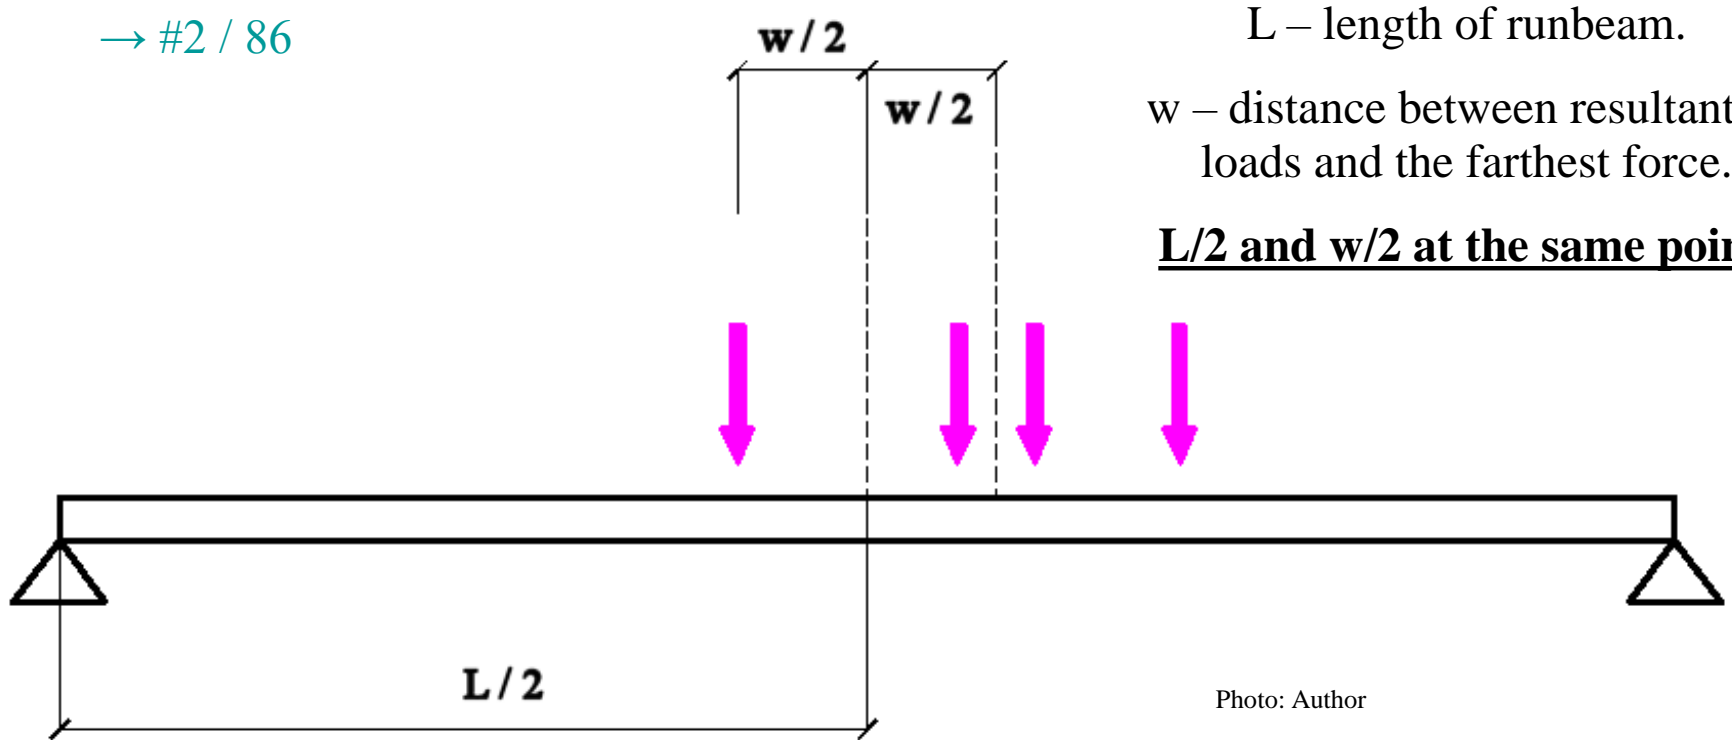 → #2 / 86
w / 2
w / 2
L – length of runbeam.
w – distance between resultant
loads and the farthest force.
L/2 and w/2 at the same
L / 2
Photo: Author